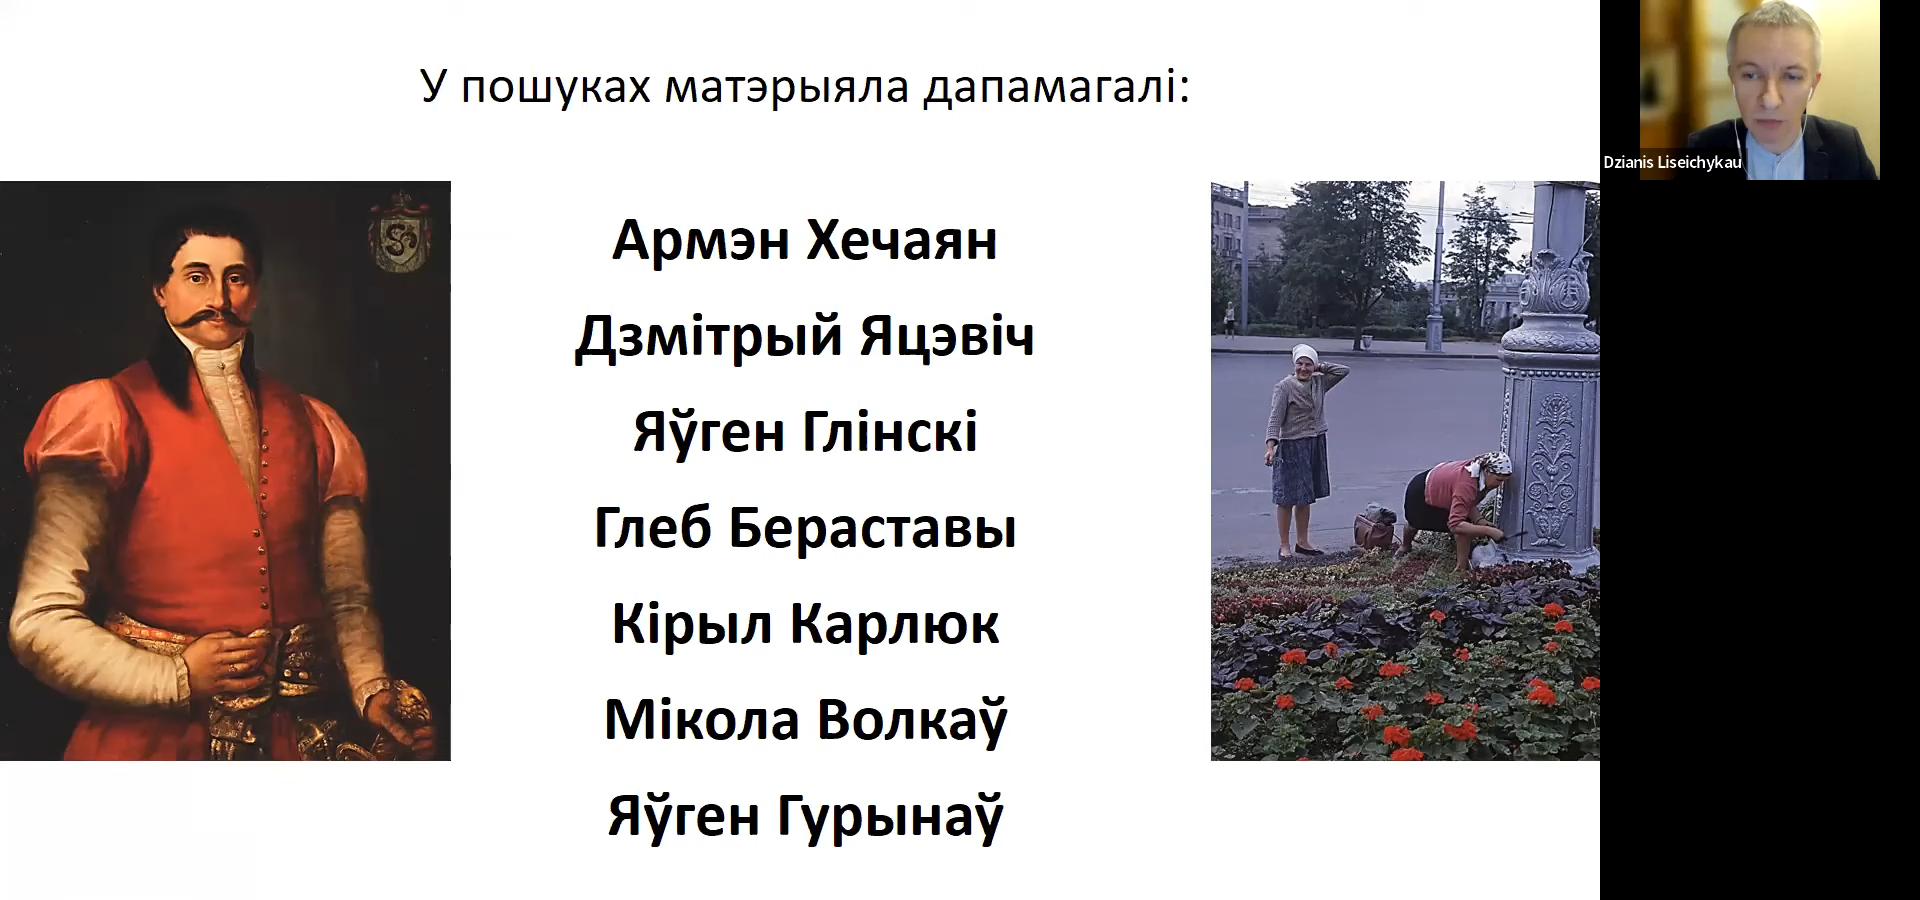 У пошуках матэрыяла дапамагалі:
Армэн Хечаян
Дзмітрый Яцэвіч
Яўген Глінскі
Глеб Бераставы
Кірыл Карлюк
Мікола Волкаў
Яўген Гурынаў
Dzianis Liseichykau